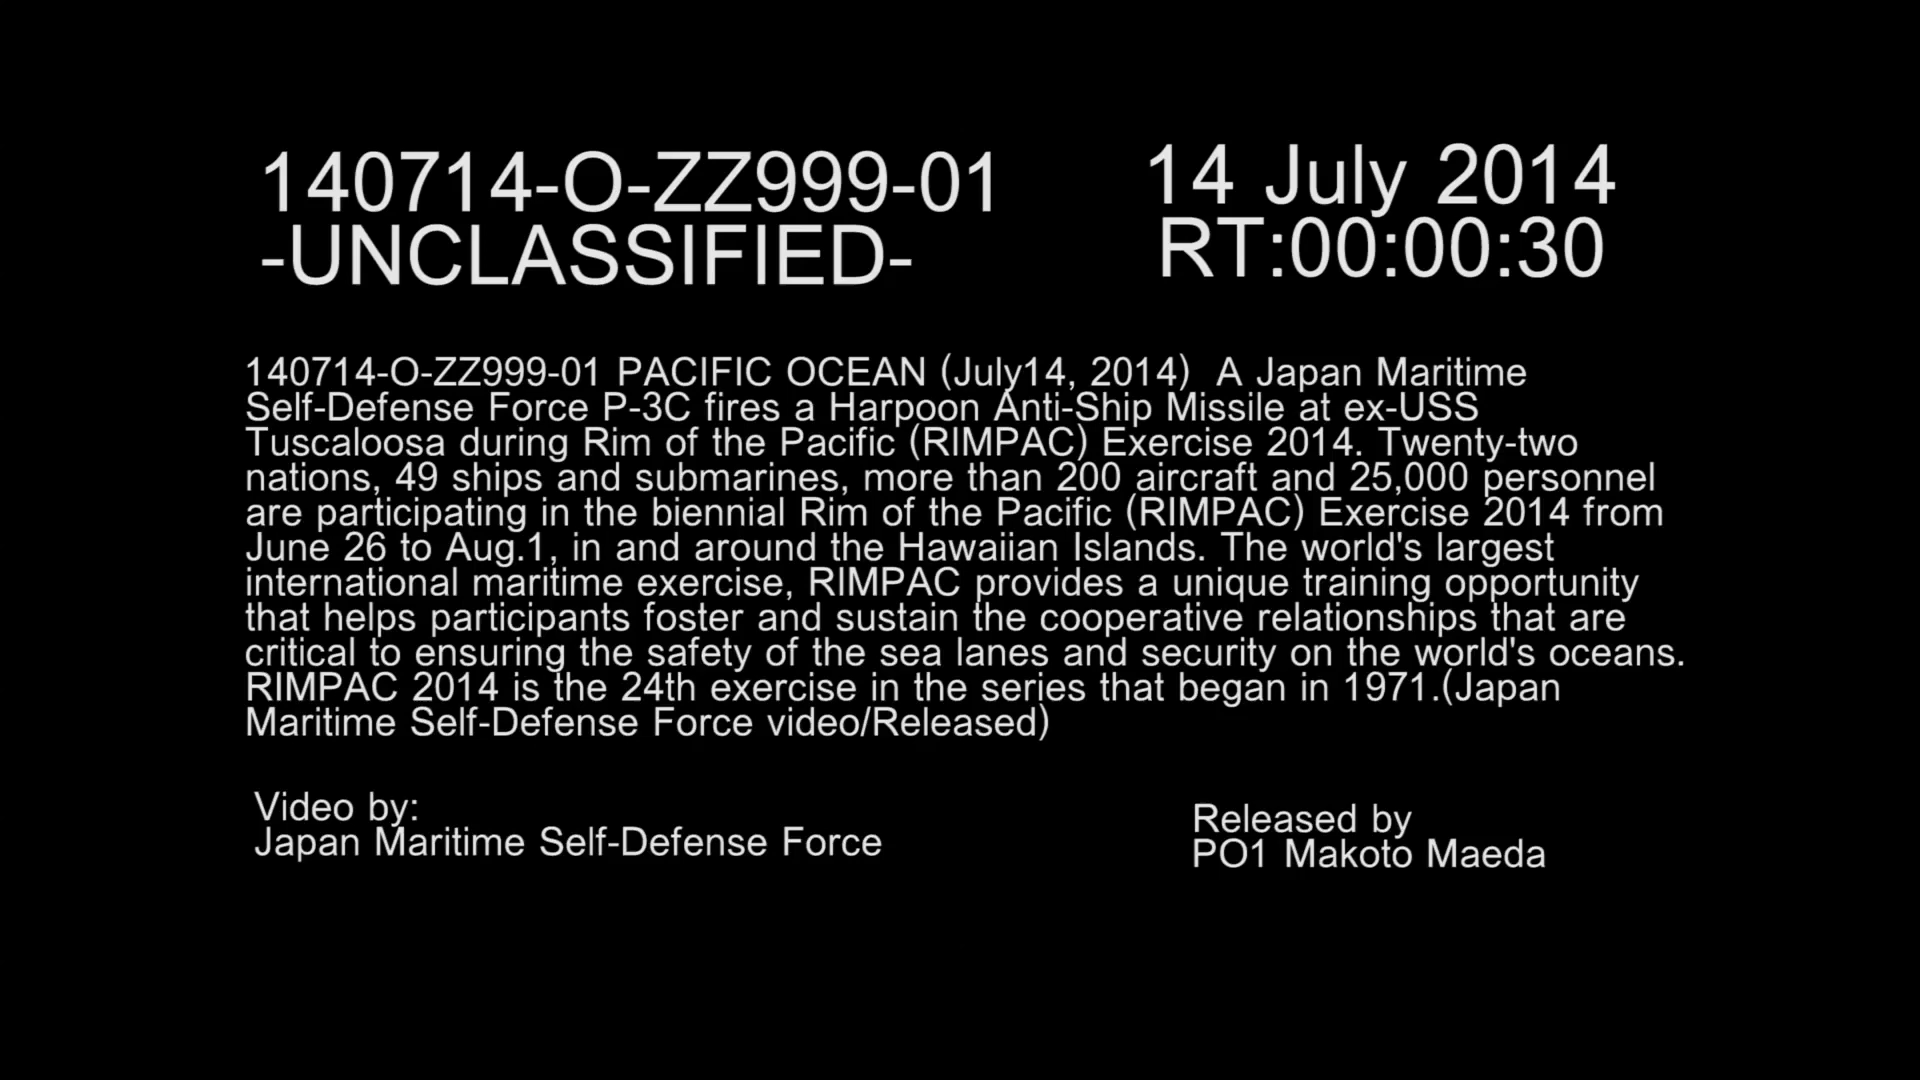 140714-O-ZZ999-01
-UNCLASSIFIED-
14 July 2014
RT:00:00:30
140714-O-ZZ999-01 PACIFIC OCEAN (July14, 2014)  A Japan Maritime
Self-Defense Force P-3C fires a Harpoon Anti-Ship Missile at ex-USS
Tuscaloosa during Rim of the Pacific (RIMPAC) Exercise 2014. Twenty-two
nations, 49 ships and submarines, more than 200 aircraft and 25,000 personnel
are participating in the biennial Rim of the Pacific (RIMPAC) Exercise 2014 from
June 26 to Aug.1, in and around the Hawaiian Islands. The world's largest
international maritime exercise, RIMPAC provides a unique training opportunity
that helps participants foster and sustain the cooperative relationships that are
critical to ensuring the safety of the sea lanes and security on the world's oceans.
RIMPAC 2014 is the 24th exercise in the series that began in 1971.(Japan
Maritime Self-Defense Force video/Released)
Video by:
Japan Maritime Self-Defense Force
Released by
PO1 Makoto Maeda